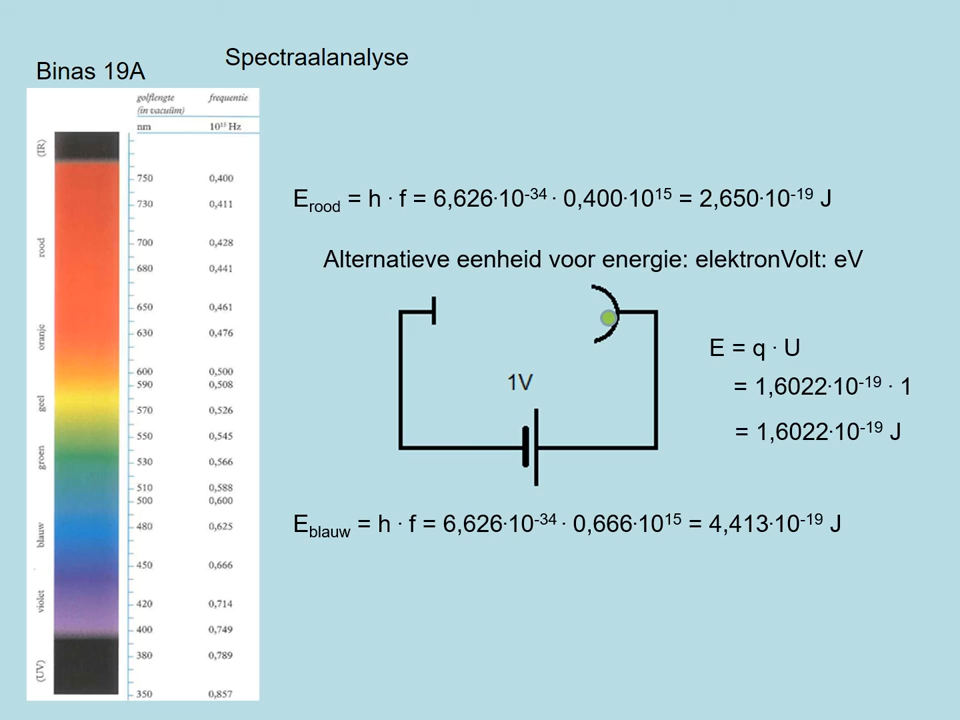 Spectraalanalyse
Binas 19A
golflengte frequentie
(in vacuüm)
nm 10¹⁵ Hz
(IR)
750 0,400
730 0,411
rood
700 0,428
680 0,441
650 0,461
oranje
630 0,476
600 0,500
590 0,508
geel
570 0,526
550 0,545
groen
530 0,566
510 0,588
500 0,600
blauw
480 0,625
450 0,666
violet
420 0,714
400 0,749
380 0,789
(UV)
350 0,857
E_rood = h · f = 6,626·10⁻³⁴ · 0,400·10¹⁵ = 2,650·10⁻¹⁹ J
Alternatieve eenheid voor energie: elektronVolt: eV
1V
E = q · U
= 1,6022·10⁻¹⁹ · 1
= 1,6022·10⁻¹⁹ J
E_blauw = h · f = 6,626·10⁻³⁴ · 0,666·10¹⁵ = 4,413·10⁻¹⁹ J